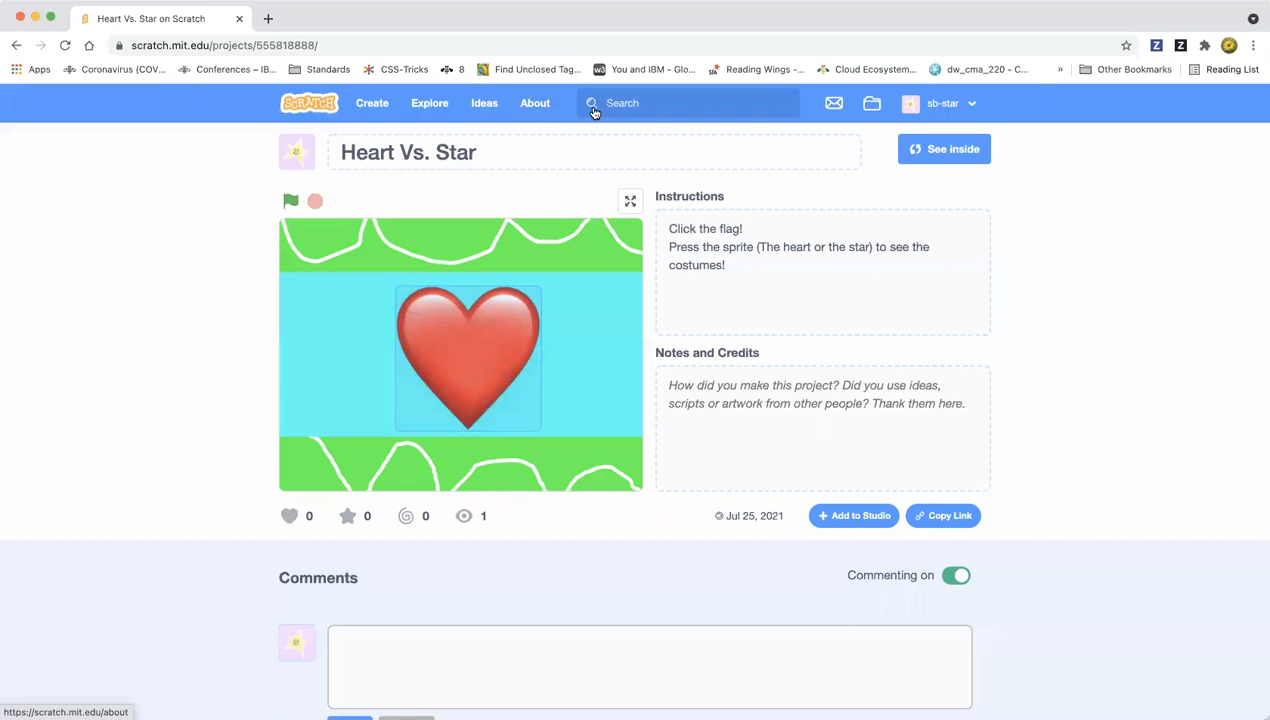 Heart Vs. Star on Scratch
scratch.mit.edu/projects/555818888/
Apps Coronavirus (COV... Conferences – IB... Standards CSS-Tricks 8 Find Unclosed Tag... w3 You and IBM - Glo... Reading Wings -... Cloud Ecosystem... dw_cma_220 - C... » Other Bookmarks Reading List
SCRATCH Create Explore Ideas About Search sb-star
Heart Vs. Star See inside
Instructions
Click the flag!
Press the sprite (The heart or the star) to see the
costumes!
Notes and Credits
How did you make this project? Did you use ideas,
scripts or artwork from other people? Thank them here.
0 0 0 1 Jul 25, 2021 + Add to Studio Copy Link
Comments Commenting on
https://scratch.mit.edu/about